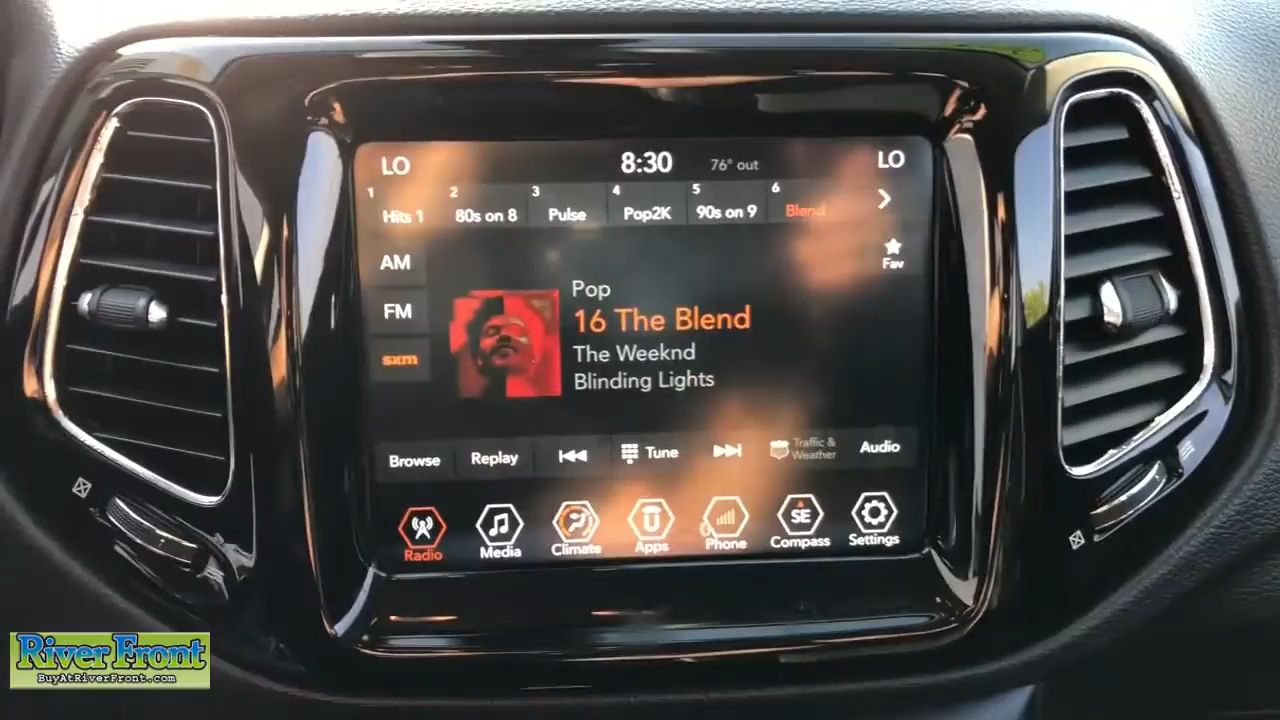 LO 8:30 76° out LO
1 2 3 4 5 6
Hits 1 80s on 8 Pulse Pop2K 90s on 9 Blend
AM
Fav
FM
sxm
Pop
16 The Blend
The Weeknd
Blinding Lights
Browse Replay Tune Traffic & Weather Audio
SE
Radio Media Climate Apps Phone Compass Settings
River Front
BuyAtRiverFront.com